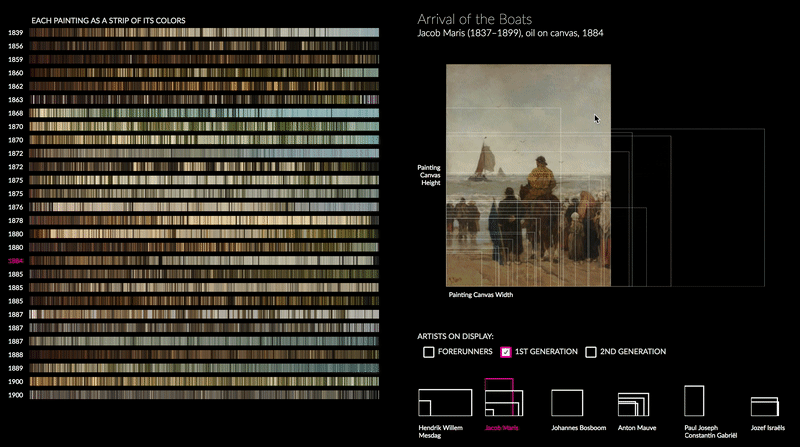 EACH PAINTING AS A STRIP OF ITS COLORS
1839
1856
1859
1860
1862
1863
1868
1870
1870
1872
1872
1875
1875
1876
1878
1880
1880
1884
1885
1885
1885
1887
1887
1887
1888
1889
1900
1900
Arrival of the Boats
Jacob Maris (1837–1899), oil on canvas, 1884
Painting
Canvas
Height
Painting Canvas Width
ARTISTS ON DISPLAY:
FORERUNNERS
1ST GENERATION
2ND GENERATION
Hendrik Willem
Mesdag
Jacob Maris
Johannes Bosboom
Anton Mauve
Paul Joseph
Constantin Gabriël
Jozef Israëls